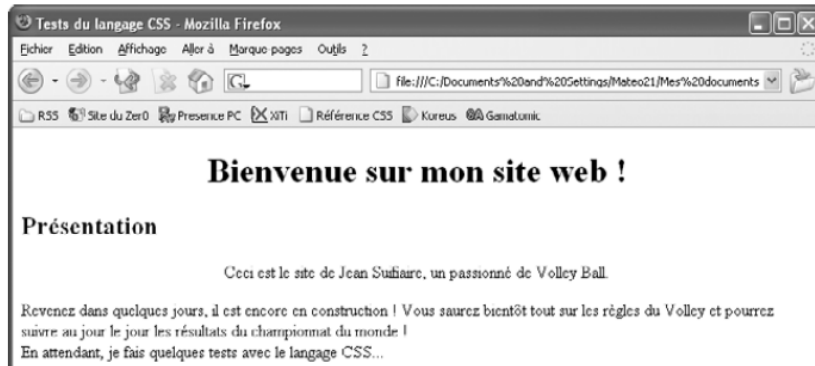 Tests du langage CSS - Mozilla Firefox
Fichier Edition Affichage Aller à Marque-pages Outils ?
G file:///C:/Documents%20and%20Settings/Mateo21/Mes%20documents
RSS Site du Zer0 Presence PC XiTi Référence CSS Kureus Gamatomic
Bienvenue sur mon site web !
Présentation
Ceci est le site de Jean Sufiaire, un passionné de Volley Ball.
Revenez dans quelques jours, il est encore en construction ! Vous saurez bientôt tout sur les règles du Volley et pourrez
suivre au jour le jour les résultats du championnat du monde !
En attendant, je fais quelques tests avec le langage CSS...